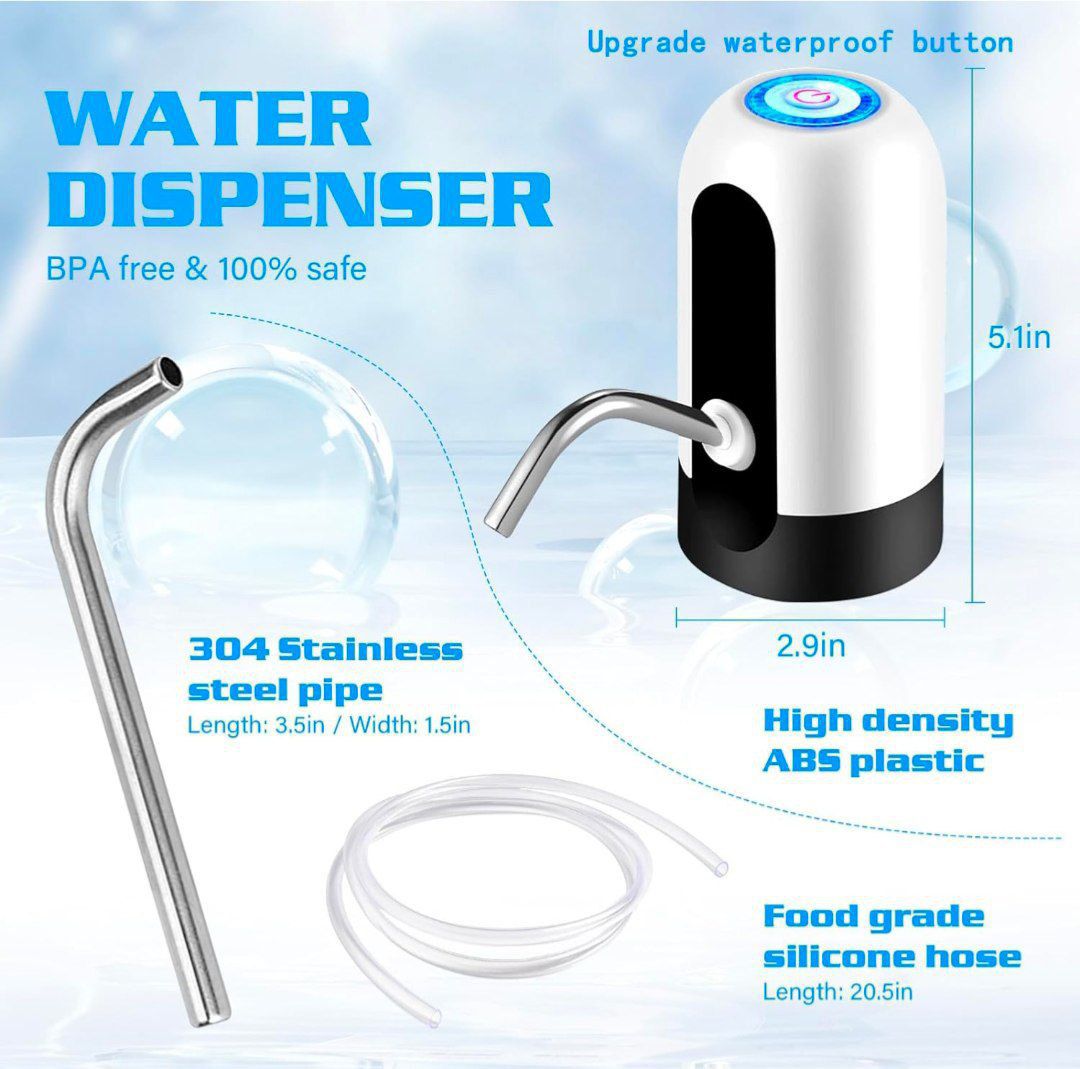 Upgrade waterproof button
WATER
DISPENSER
BPA free & 100% safe
5.1in
2.9in
304 Stainless
steel pipe
Length: 3.5in / Width: 1.5in
High density
ABS plastic
Food grade
silicone hose
Length: 20.5in